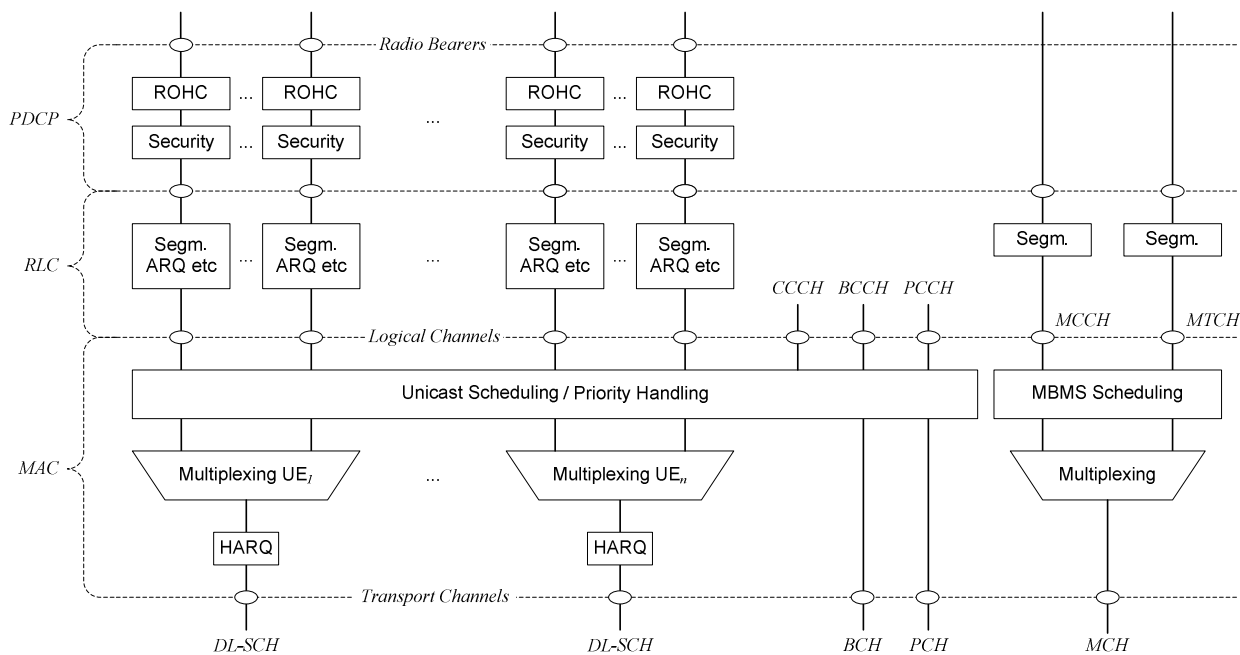 Radio Bearers
ROHC ... ROHC ROHC ... ROHC
PDCP ...
Security ... Security Security ... Security
Segm. Segm. Segm. Segm. Segm. Segm.
ARQ etc ... ARQ etc ... ARQ etc ... ARQ etc
RLC
CCCH BCCH PCCH
MCCH MTCH
Logical Channels
Unicast Scheduling / Priority Handling MBMS Scheduling
MAC
Multiplexing UE1 ... Multiplexing UEn Multiplexing
HARQ HARQ
Transport Channels
DL-SCH DL-SCH BCH PCH MCH